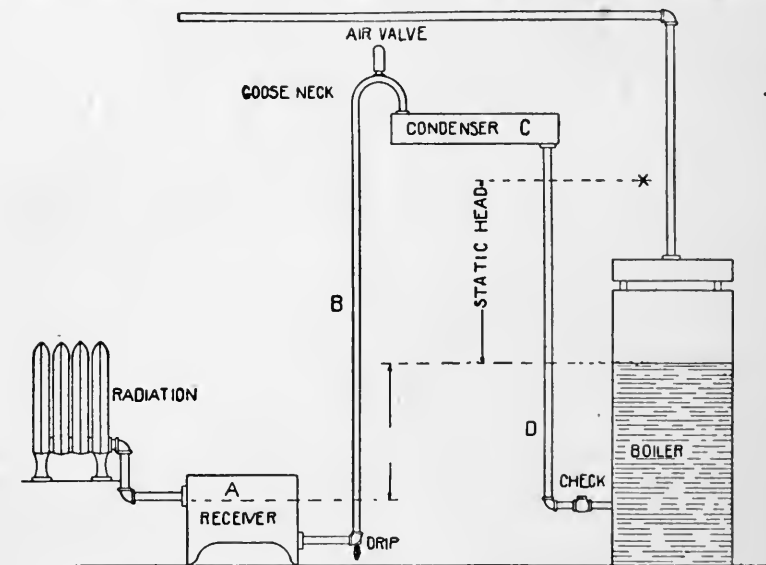 AIR VALVE
GOOSE NECK
CONDENSER C
X
STATIC HEAD
B
RADIATION
D
BOILER
A
CHECK
RECEIVER
DRIP